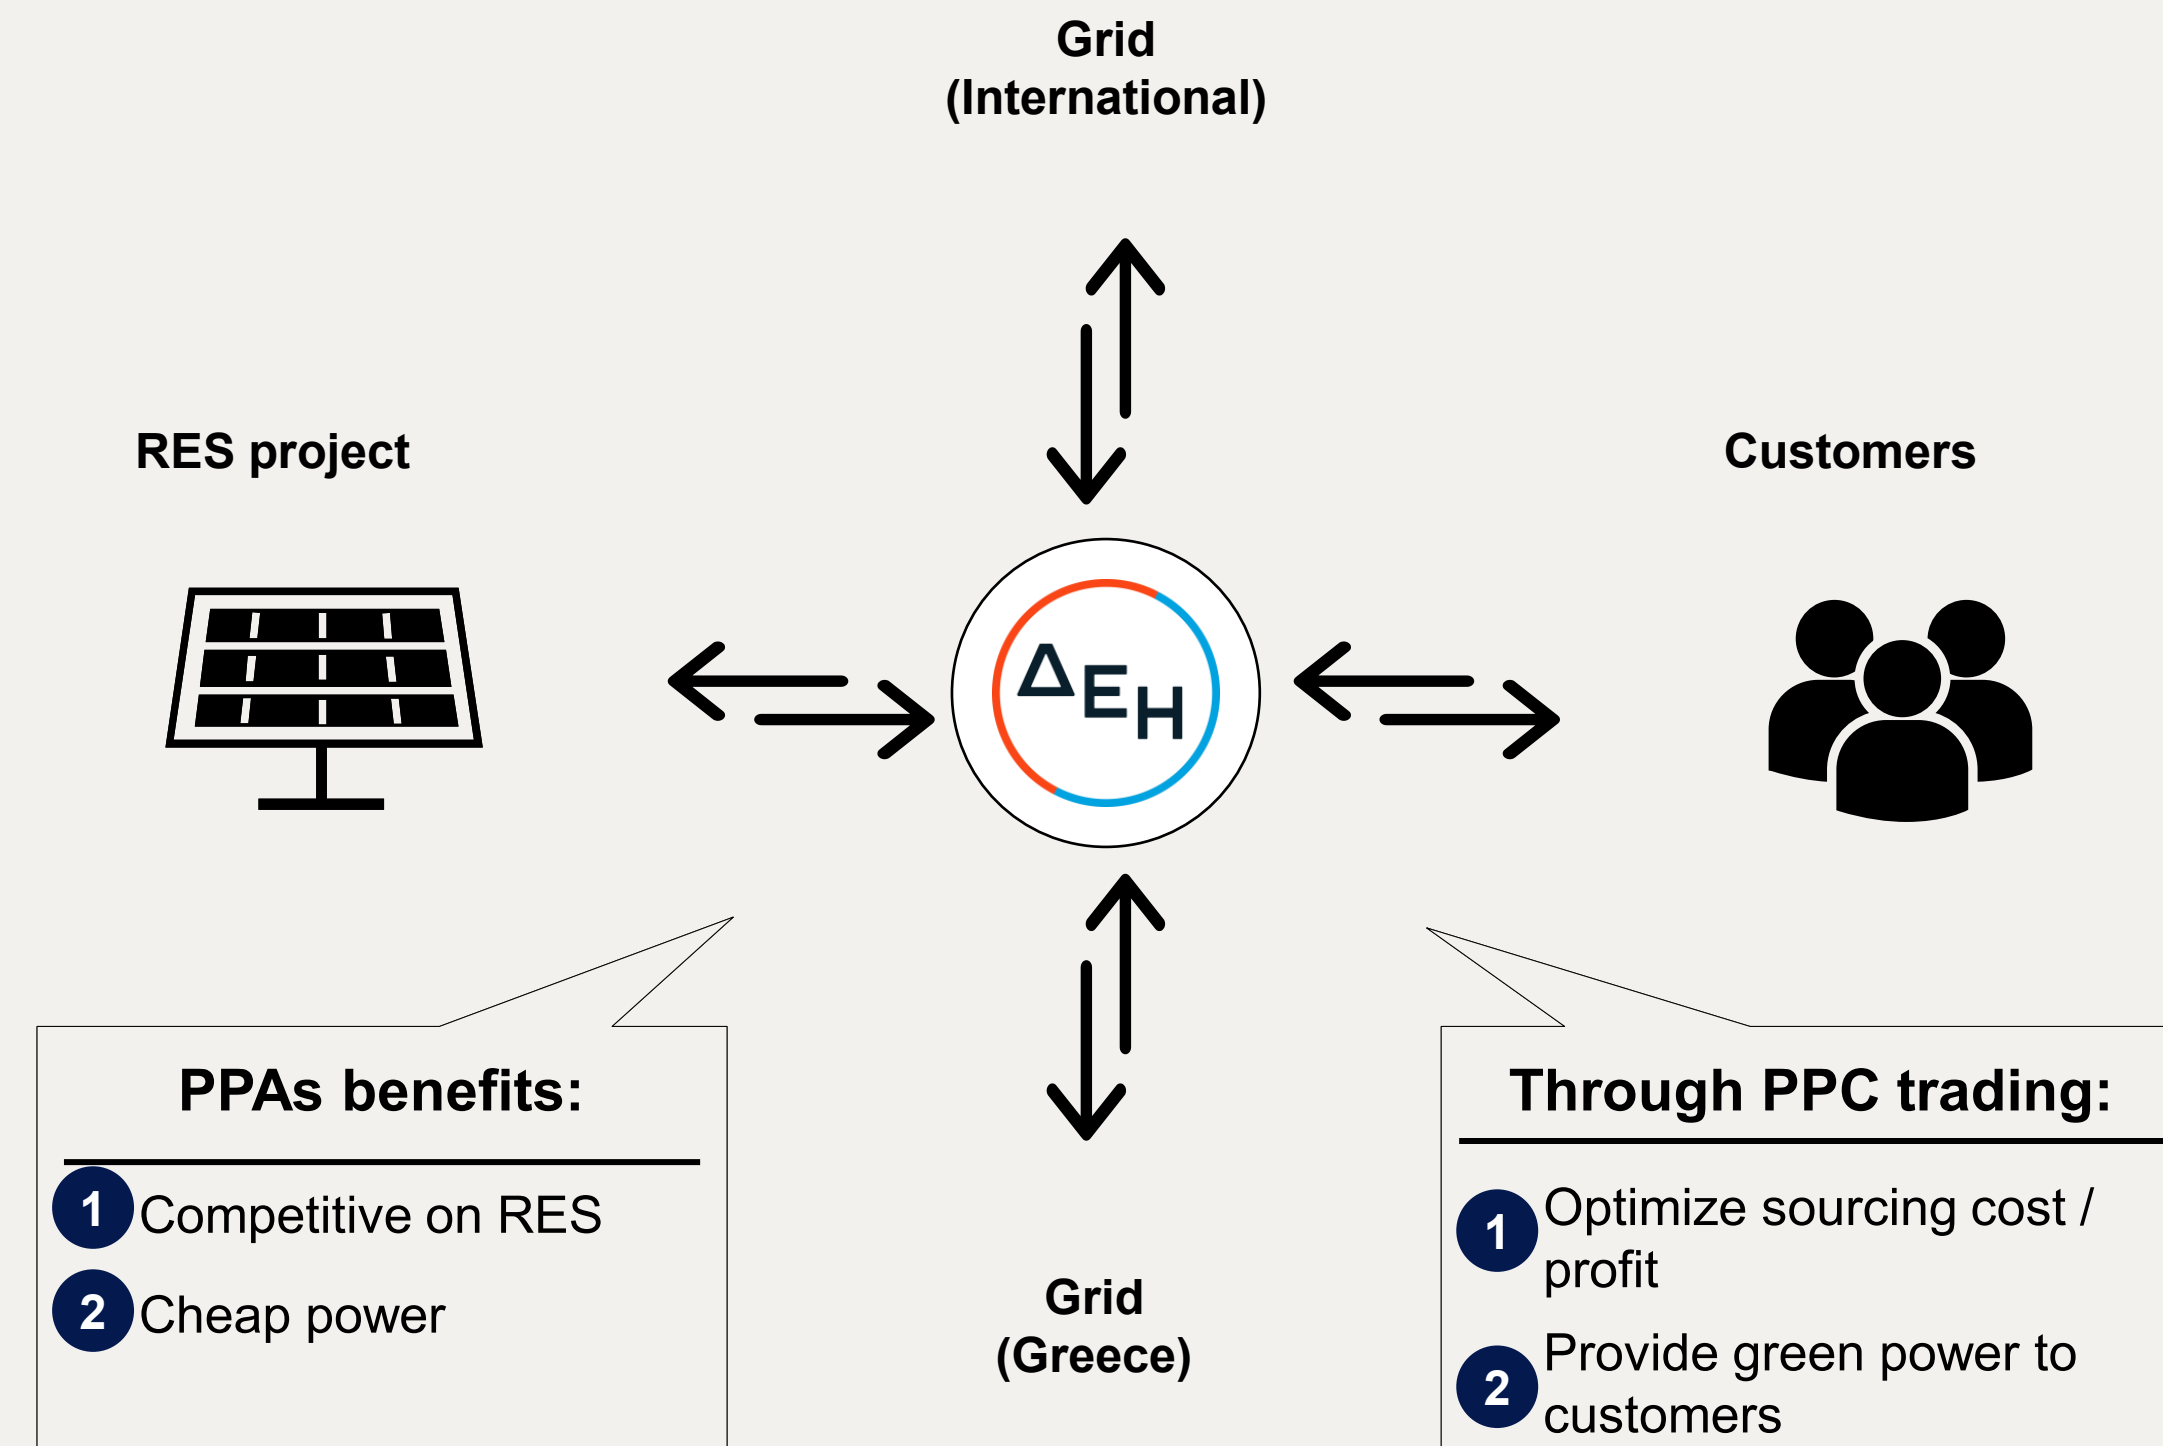 Grid
(International)
RES project
Customers
ΔEH
PPAs benefits:
1 Competitive on RES
2 Cheap power
Grid
(Greece)
Through PPC trading:
1 Optimize sourcing cost /
profit
2 Provide green power to
customers